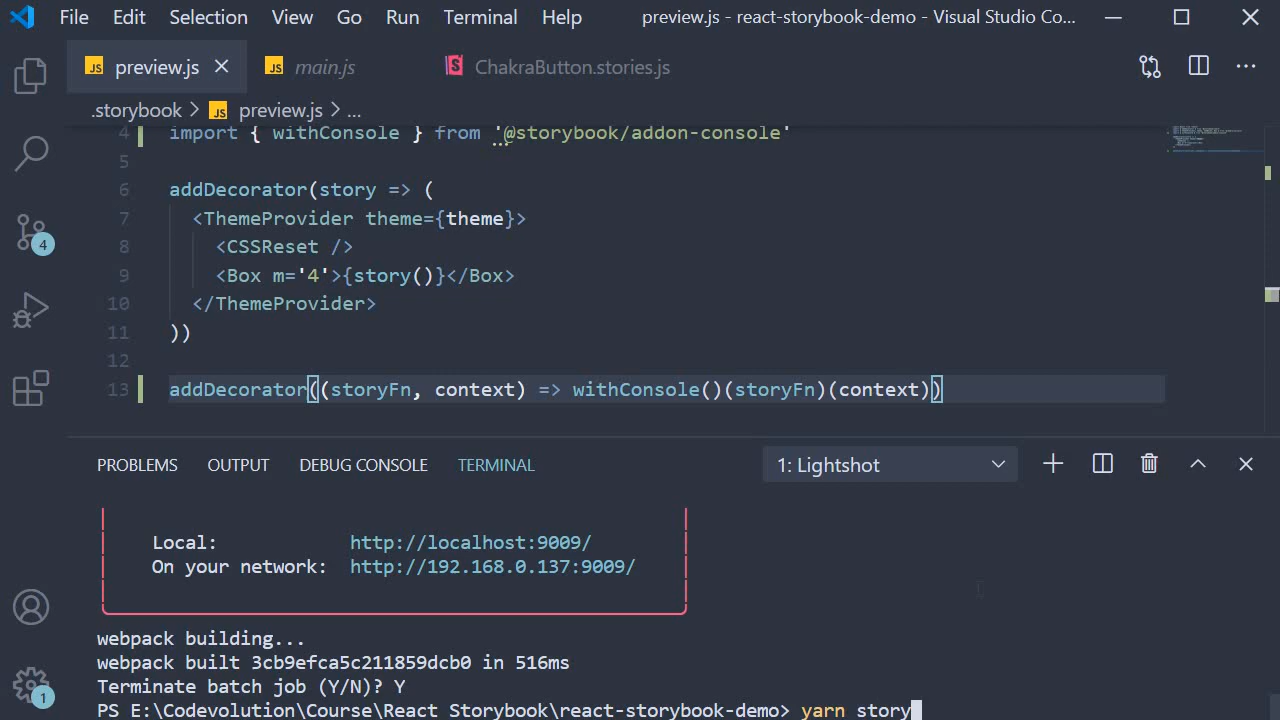 File Edit Selection View Go Run Terminal Help preview.js - react-storybook-demo - Visual Studio Co...
JS preview.js JS main.js S ChakraButton.stories.js ...
.storybook > JS preview.js > ...
4 import { withConsole } from '@storybook/addon-console'
5
6 addDecorator(story => (
7 <ThemeProvider theme={theme}>
8 <CSSReset />
9 <Box m='4'>{story()}</Box>
10 </ThemeProvider>
11 ))
12
13 addDecorator((storyFn, context) => withConsole()(storyFn)(context))
4
1
PROBLEMS OUTPUT DEBUG CONSOLE TERMINAL 1: Lightshot
Local: http://localhost:9009/
On your network: http://192.168.0.137:9009/
webpack building...
webpack built 3cb9efca5c211859dcb0 in 516ms
Terminate batch job (Y/N)? Y
PS E:\Codevolution\Course\React Storybook\react-storybook-demo> yarn story